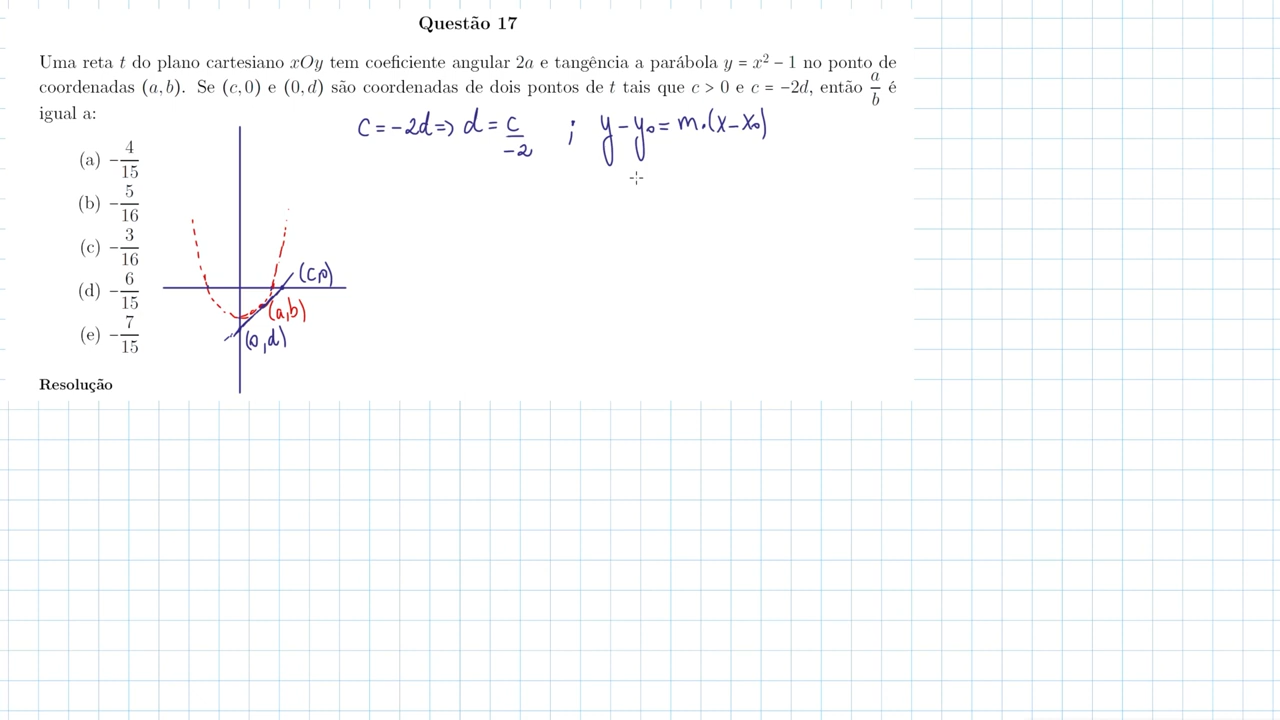 Questão 17
Uma reta t do plano cartesiano xOy tem coeficiente angular 2a e tangência a parábola y = x² − 1 no ponto de
coordenadas (a, b). Se (c, 0) e (0, d) são coordenadas de dois pontos de t tais que c > 0 e c = −2d, então a/b é
igual a:
c = −2d ⇒ d = c/−2 ; y − y₀ = m.(x − x₀)
(a) −4/15
(b) −5/16
(c) −3/16
(d) −6/15
(e) −7/15
(c,0)
(a,b)
(0,d)
Resolução